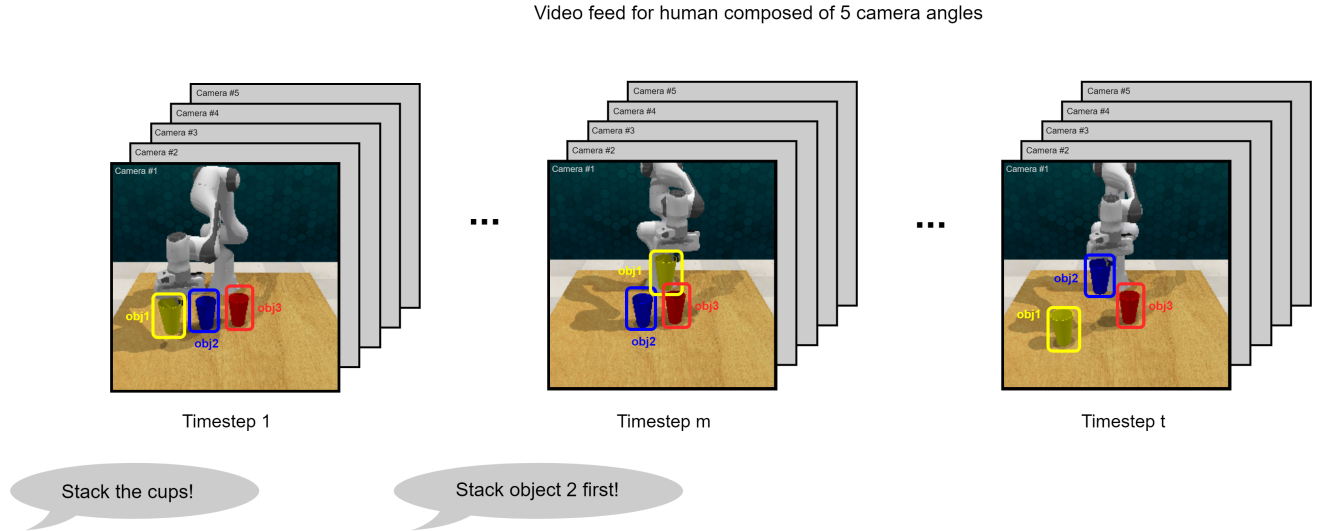 Video feed for human composed of 5 camera angles
Camera #5
Camera #4
Camera #3
Camera #2
Camera #1
obj1
obj2
obj3
Timestep 1
...
Camera #5
Camera #4
Camera #3
Camera #2
Camera #1
obj1
obj2
obj3
Timestep m
...
Camera #5
Camera #4
Camera #3
Camera #2
Camera #1
obj2
obj1
obj3
Timestep t
Stack the cups!
Stack object 2 first!